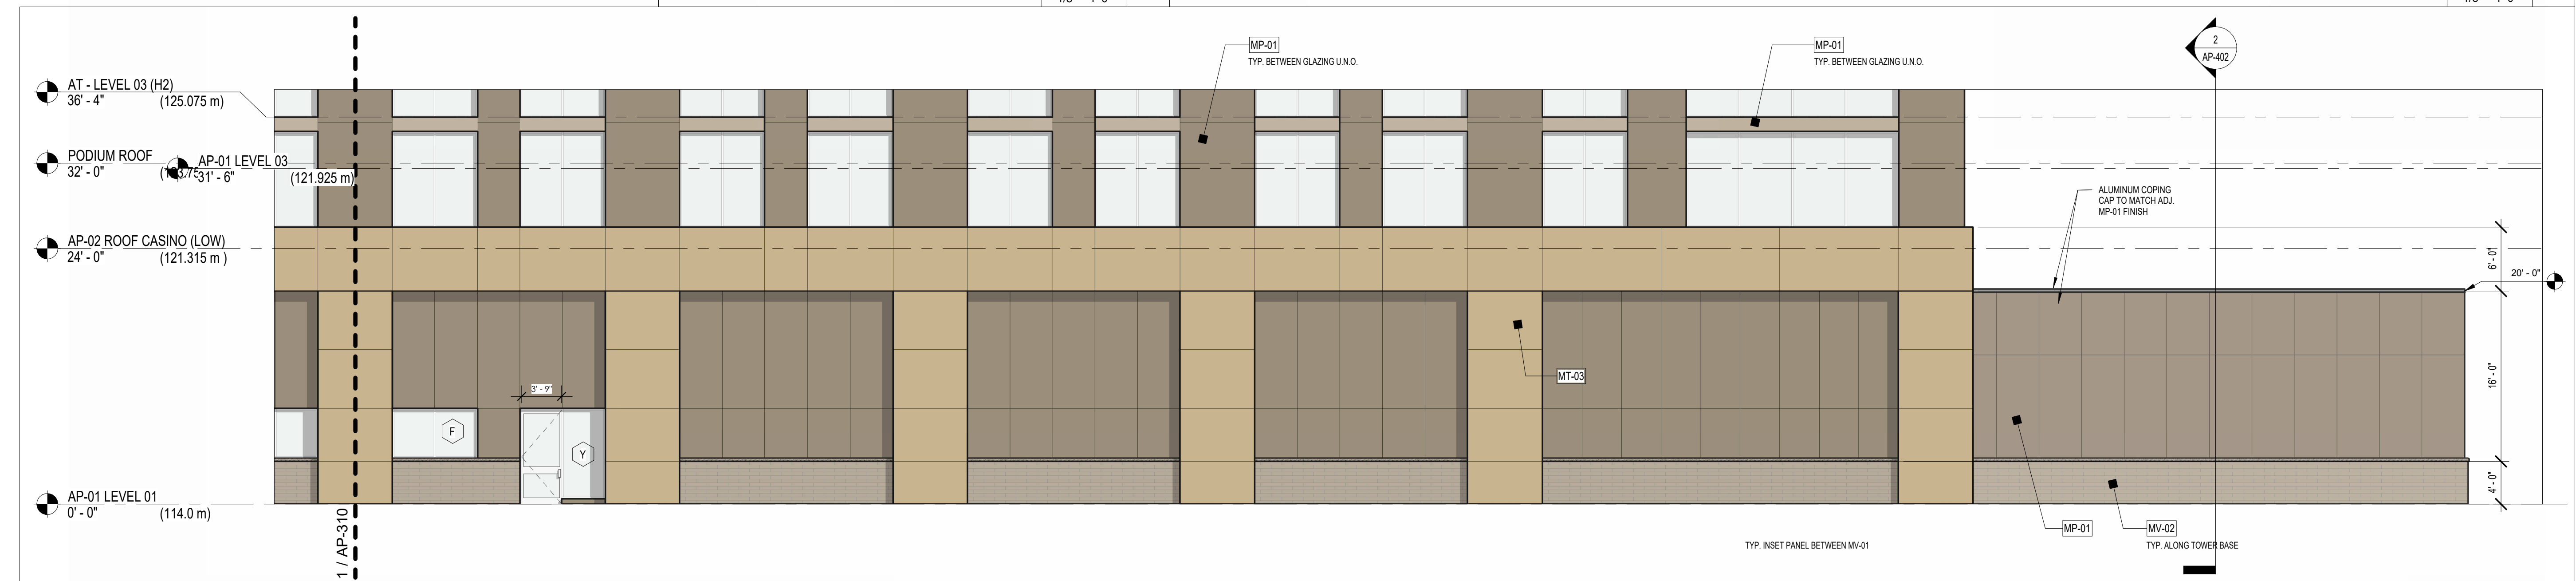 MP-01
TYP. BETWEEN GLAZING U.N.O.
MP-01
TYP. BETWEEN GLAZING U.N.O.
2
AP-402
AT - LEVEL 03 (H2)
36' - 4" (125.075 m)
PODIUM ROOF
32' - 0"
AP-01 LEVEL 03
31' - 6" (121.925 m)
AP-02 ROOF CASINO (LOW)
24' - 0" (121.315 m )
ALUMINUM COPING
CAP TO MATCH ADJ.
MP-01 FINISH
6' - 0"
20' - 0"
MT-03
16' - 0"
3' - 9"
F
Y
4' - 0"
AP-01 LEVEL 01
0' - 0" (114.0 m)
1 / AP-310
MP-01
MV-02
TYP. INSET PANEL BETWEEN MV-01
TYP. ALONG TOWER BASE